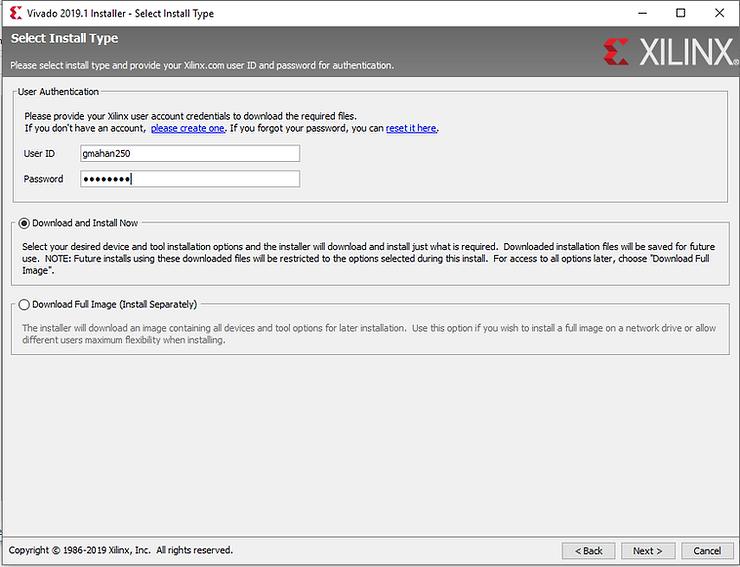 Vivado 2019.1 Installer - Select Install Type
Select Install Type
Please select install type and provide your Xilinx.com user ID and password for authentication.
XILINX®
User Authentication
Please provide your Xilinx user account credentials to download the required files.
If you don't have an account, please create one. If you forgot your password, you can reset it here.
User ID gmahan250
Password ●●●●●●●●
Download and Install Now
Select your desired device and tool installation options and the installer will download and install just what is required. Downloaded installation files will be saved for future
use. NOTE: Future installs using these downloaded files will be restricted to the options selected during this install. For access to all options later, choose "Download Full
Image".
Download Full Image (Install Separately)
The installer will download an image containing all devices and tool options for later installation. Use this option if you wish to install a full image on a network drive or allow
different users maximum flexibility when installing.
Copyright © 1986-2019 Xilinx, Inc. All rights reserved.
< Back Next > Cancel